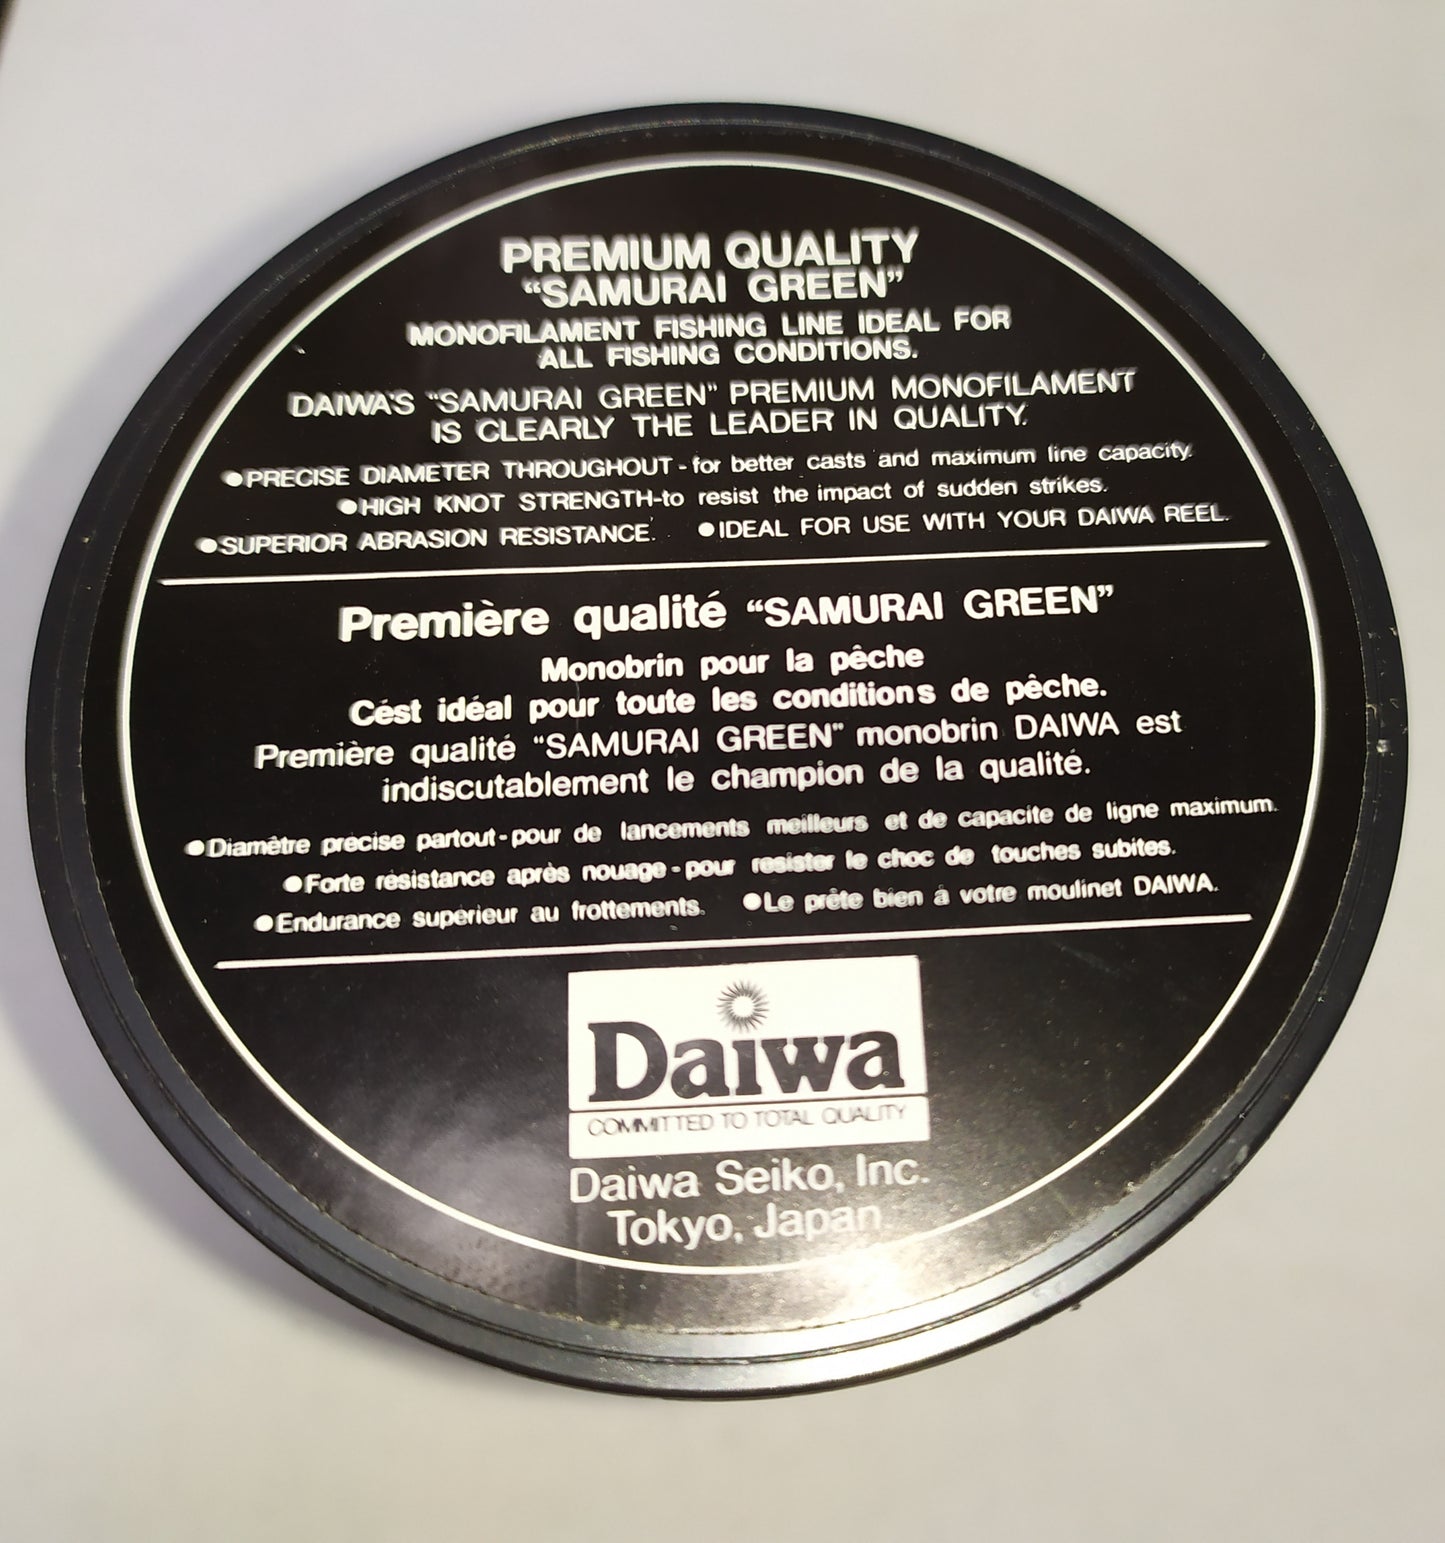 PREMIUM QUALITY
“SAMURAI GREEN”
MONOFILAMENT FISHING LINE IDEAL FOR
ALL FISHING CONDITIONS.
DAIWA'S “SAMURAI GREEN” PREMIUM MONOFILAMENT
IS CLEARLY THE LEADER IN QUALITY.
●PRECISE DIAMETER THROUGHOUT-for better casts and maximum line capacity.
●HIGH KNOT STRENGTH-to resist the impact of sudden strikes.
●SUPERIOR ABRASION RESISTANCE. ●IDEAL FOR USE WITH YOUR DAIWA REEL.
Première qualité “SAMURAI GREEN”
Monobrin pour la pêche
Cést idéal pour toute les conditions de pêche.
Première qualité “SAMURAI GREEN” monobrin DAIWA est
indiscutablement le champion de la qualité.
●Diamètre précise partout-pour de lancements meilleurs et de capacite de ligne maximum.
●Forte résistance après nouage-pour resister le choc de touches subites.
●Endurance supérieur au frottements. ●Le prête bien à votre moulinet DAIWA.
Daiwa
COMMITTED TO TOTAL QUALITY
Daiwa Seiko, Inc.
Tokyo, Japan.